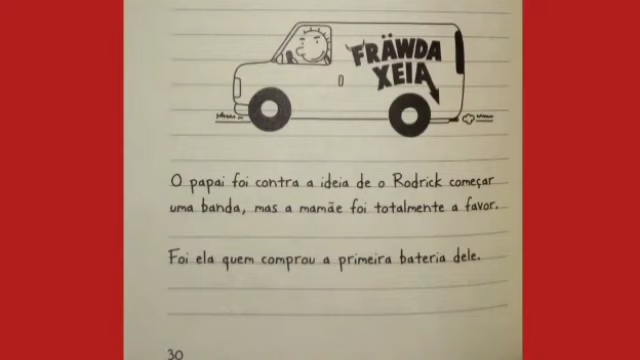 FRÄWDA
XEIA
O papai foi contra a ideia de o Rodrick começar
uma banda, mas a mamãe foi totalmente a favor.
Foi ela quem comprou a primeira bateria dele.
30